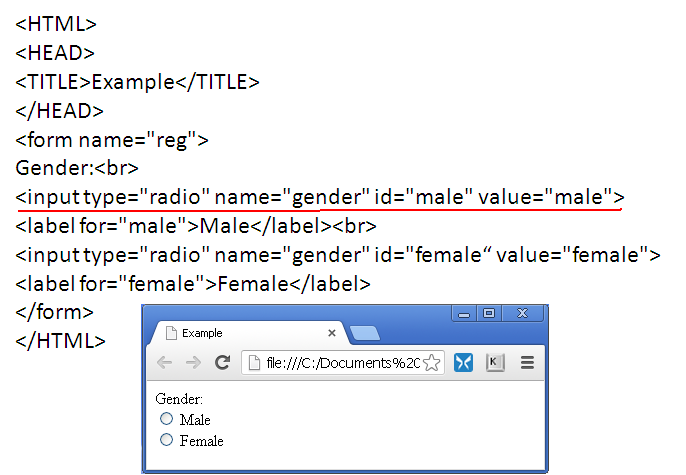 <HTML>
<HEAD>
<TITLE>Example</TITLE>
</HEAD>
<form name="reg">
Gender:<br>
<input type="radio" name="gender" id="male" value="male">
<label for="male">Male</label><br>
<input type="radio" name="gender" id="female“ value="female">
<label for="female">Female</label>
</form>
</HTML>
Example
file:///C:/Documents%2C
K
Gender:
Male
Female